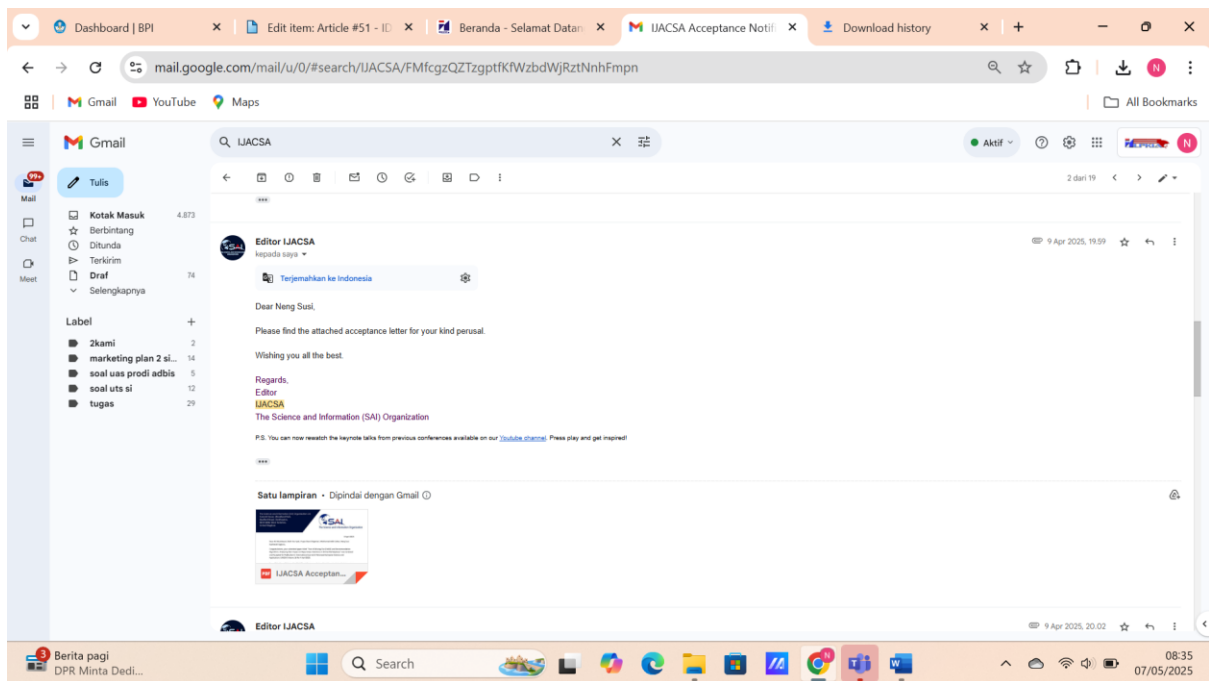 Dashboard | BPI
Edit item: Article #51 - ID
Beranda - Selamat Datan
IJACSA Acceptance Notif
Download history
mail.google.com/mail/u/0/#search/IJACSA/FMfcgzQZTzgptfKfWzbdWjRztNnhFmpn
N
Gmail
YouTube
Maps
All Bookmarks
Gmail
IJACSA
Aktif
N
99+
Mail
Chat
Meet
Tulis
2 dari 19
Kotak Masuk 4.873
Berbintang
Ditunda
Terkirim
Draf 74
Selengkapnya
Label
2kami 2
marketing plan 2 si... 14
soal uas prodi adbis 5
soal uts si 12
tugas 29
Editor IJACSA
9 Apr 2025, 19.59
kepada saya
Terjemahkan ke Indonesia
Dear Neng Susi,
Please find the attached acceptance letter for your kind perusal.
Wishing you all the best.
Regards,
Editor
IJACSA
The Science and Information (SAI) Organization
P.S. You can now rewatch the keynote talks from previous conferences available on our Youtube channel. Press play and get inspired!
Satu lampiran • Dipindai dengan Gmail
SAI
PDF
IJACSA Acceptan...
Editor IJACSA
9 Apr 2025, 20.02
3
Berita pagi
DPR Minta Dedi...
Search
08:35
07/05/2025